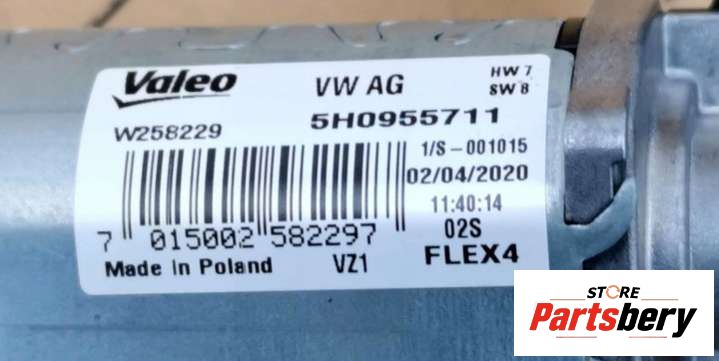 Valeo
VW AG
HW 7
SW 8
W258229
5H0955711
1/S-001015
02/04/2020
11:40:14
7 015002 582297
02S
Made in Poland
VZ1
FLEX4
STORE
Partsbery